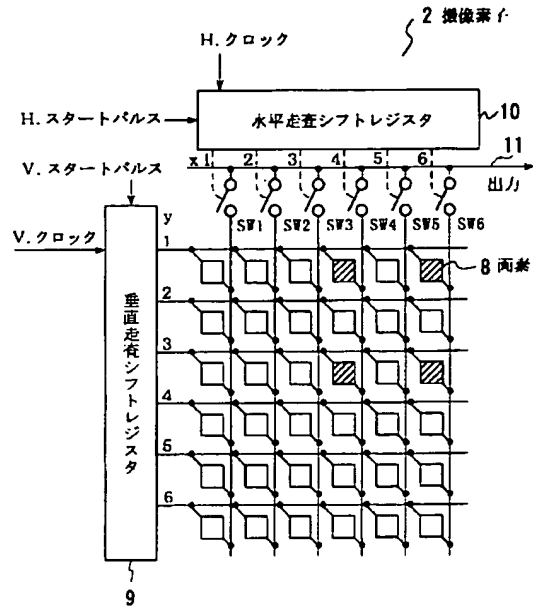 H. クロック
2 撮像素子
H. スタートパルス
水平走査シフトレジスタ
10
V. スタートパルス
x 1 2 3 4 5 6
11
出力
y
SW1 SW2 SW3 SW4 SW5 SW6
V. クロック
1
8 画素
2
垂直走査シフトレジスタ
3
4
5
6
9